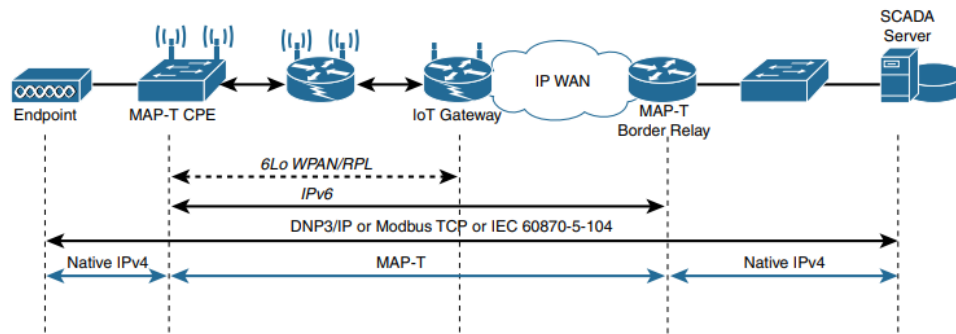 SCADA
Server
IP WAN
Endpoint
MAP-T CPE
IoT Gateway
MAP-T
Border Relay
6Lo WPAN/RPL
IPv6
DNP3/IP or Modbus TCP or IEC 60870-5-104
Native IPv4
MAP-T
Native IPv4